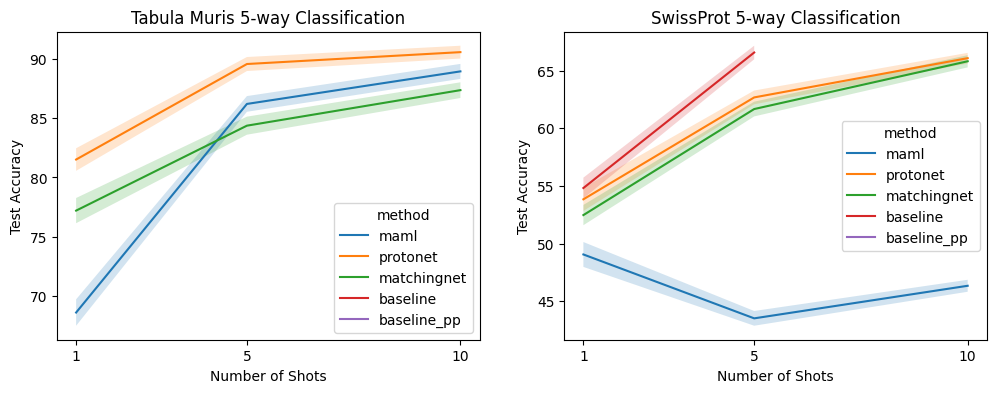 Tabula Muris 5-way Classification
Test Accuracy
90
85
80
75
70
method
maml
protonet
matchingnet
baseline
baseline_pp
1
5
10
Number of Shots
SwissProt 5-way Classification
Test Accuracy
65
60
55
50
45
method
maml
protonet
matchingnet
baseline
baseline_pp
1
5
10
Number of Shots